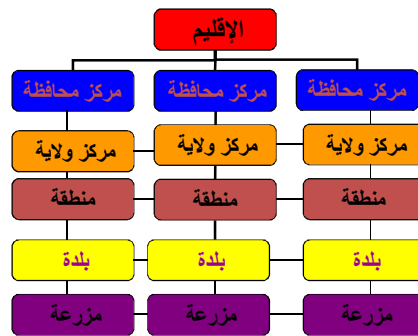 الإقليم
مركز محافظة
مركز محافظة
مركز محافظة
مركز ولاية
مركز ولاية
مركز ولاية
منطقة
منطقة
منطقة
بلدة
بلدة
بلدة
مزرعة
مزرعة
مزرعة